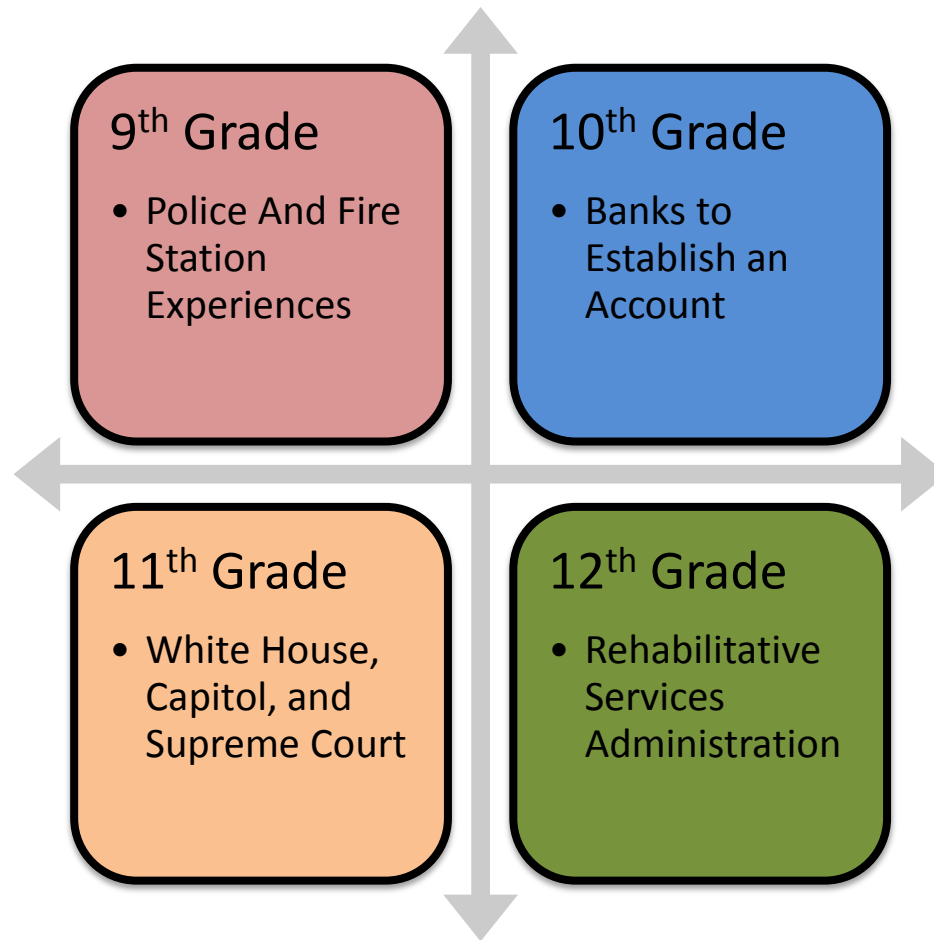 9th Grade
• Police And Fire
Station
Experiences
10th Grade
• Banks to
Establish an
Account
11th Grade
• White House,
Capitol, and
Supreme Court
12th Grade
• Rehabilitative
Services
Administration